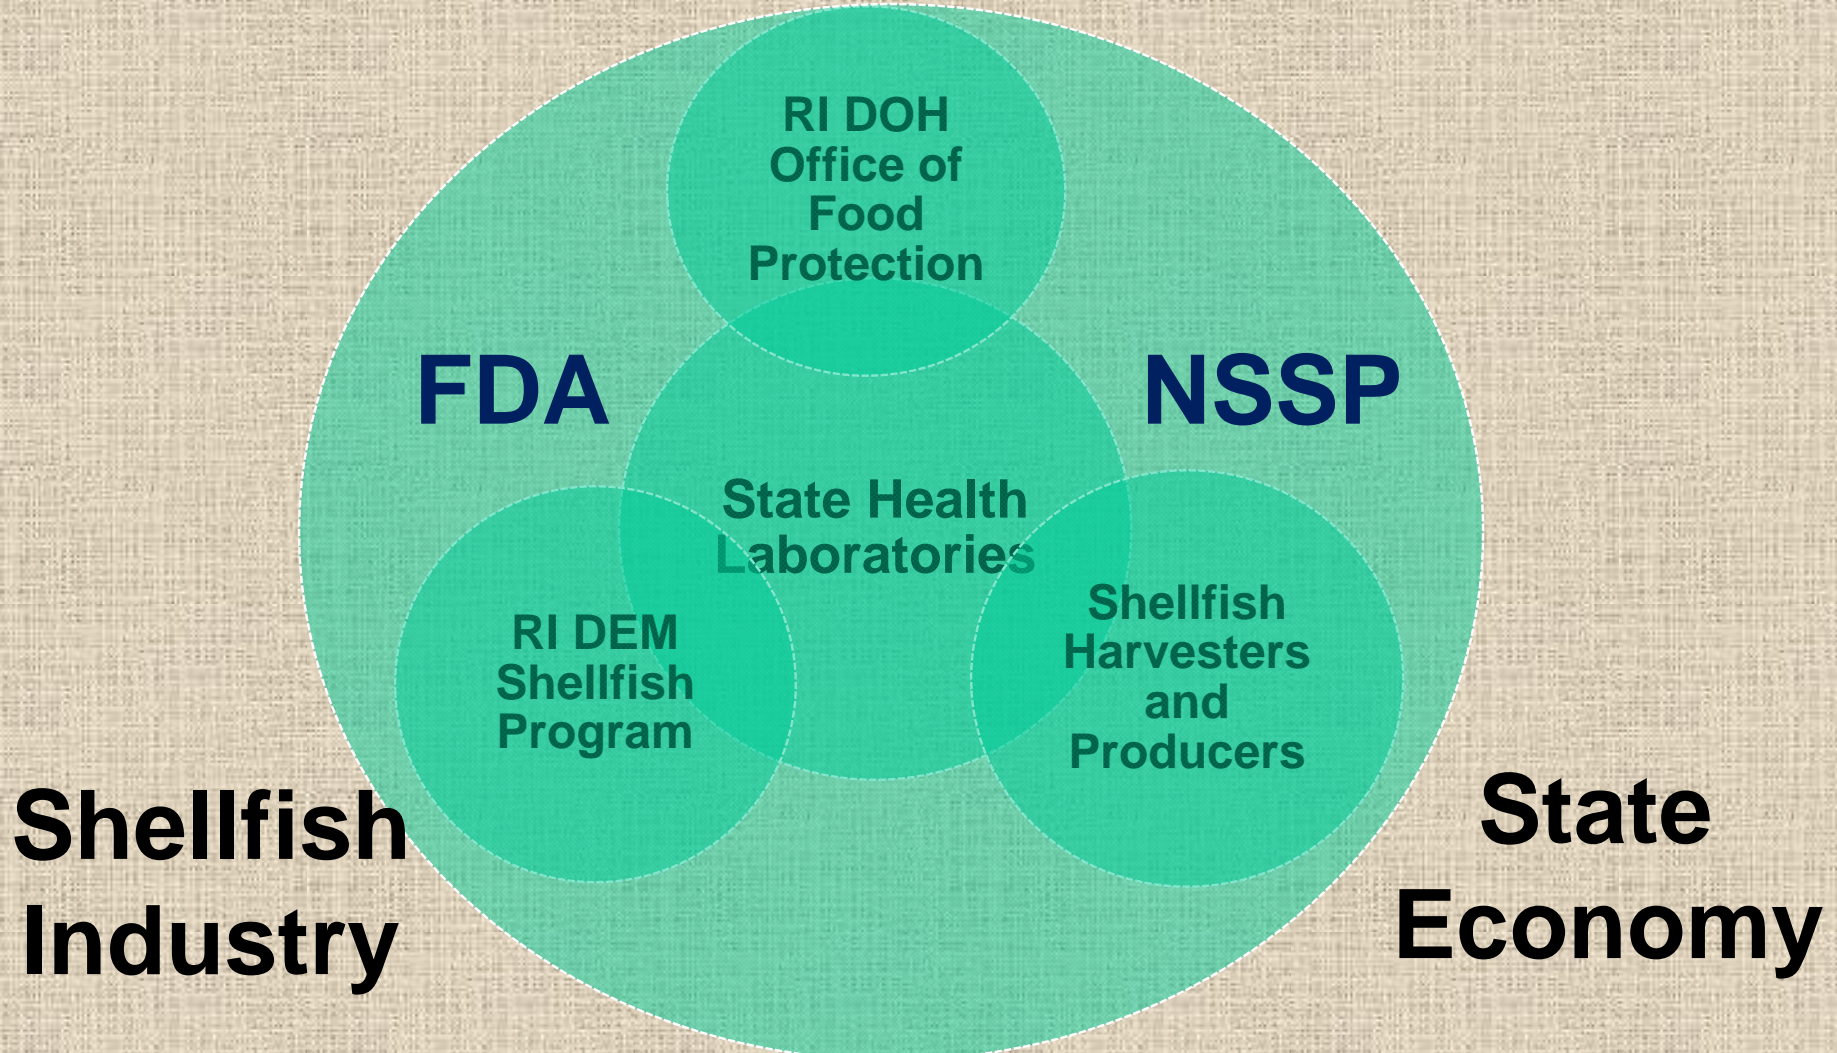 RI DOH
Office of
Food
Protection
FDA
NSSP
State Health
Laboratories
RI DEM
Shellfish
Program
Shellfish
Harvesters
and
Producers
Shellfish
Industry
State
Economy